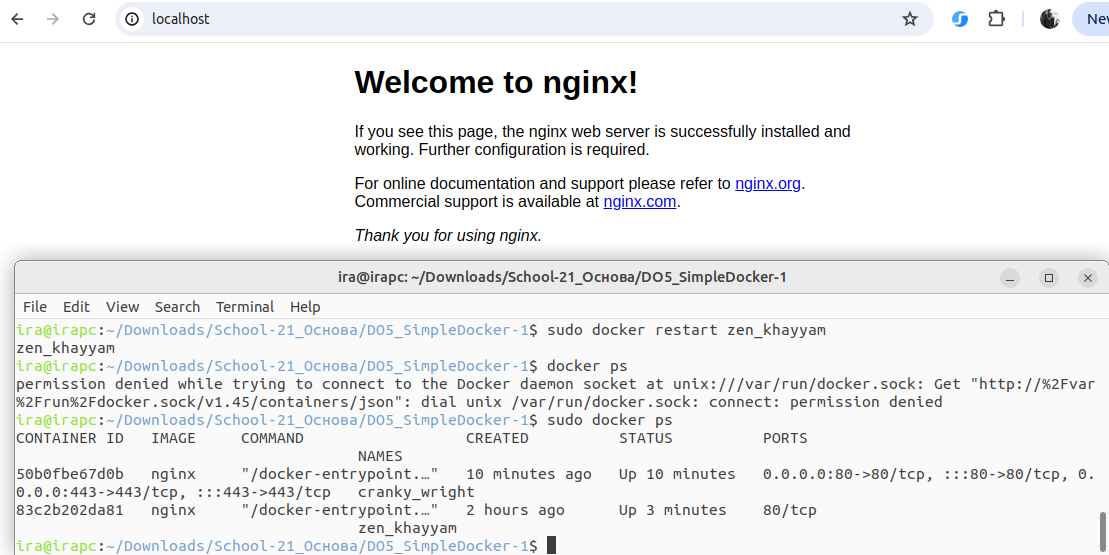 localhost
New
Welcome to nginx!
If you see this page, the nginx web server is successfully installed and
working. Further configuration is required.
For online documentation and support please refer to nginx.org.
Commercial support is available at nginx.com.
Thank you for using nginx.
ira@irapc: ~/Downloads/School-21_Основа/DO5_SimpleDocker-1
File Edit View Search Terminal Help
ira@irapc:~/Downloads/School-21_Основа/DO5_SimpleDocker-1$ sudo docker restart zen_khayyam
zen_khayyam
ira@irapc:~/Downloads/School-21_Основа/DO5_SimpleDocker-1$ docker ps
permission denied while trying to connect to the Docker daemon socket at unix:///var/run/docker.sock: Get "http://%2Fvar
%2Frun%2Fdocker.sock/v1.45/containers/json": dial unix /var/run/docker.sock: connect: permission denied
ira@irapc:~/Downloads/School-21_Основа/DO5_SimpleDocker-1$ sudo docker ps
CONTAINER ID   IMAGE     COMMAND                  CREATED          STATUS          PORTS
NAMES
50b0fbe67d0b   nginx     "/docker-entrypoint.…"   10 minutes ago   Up 10 minutes   0.0.0.0:80->80/tcp, :::80->80/tcp, 0.
0.0.0:443->443/tcp, :::443->443/tcp   cranky_wright
83c2b202da81   nginx     "/docker-entrypoint.…"   2 hours ago      Up 3 minutes    80/tcp
zen_khayyam
ira@irapc:~/Downloads/School-21_Основа/DO5_SimpleDocker-1$